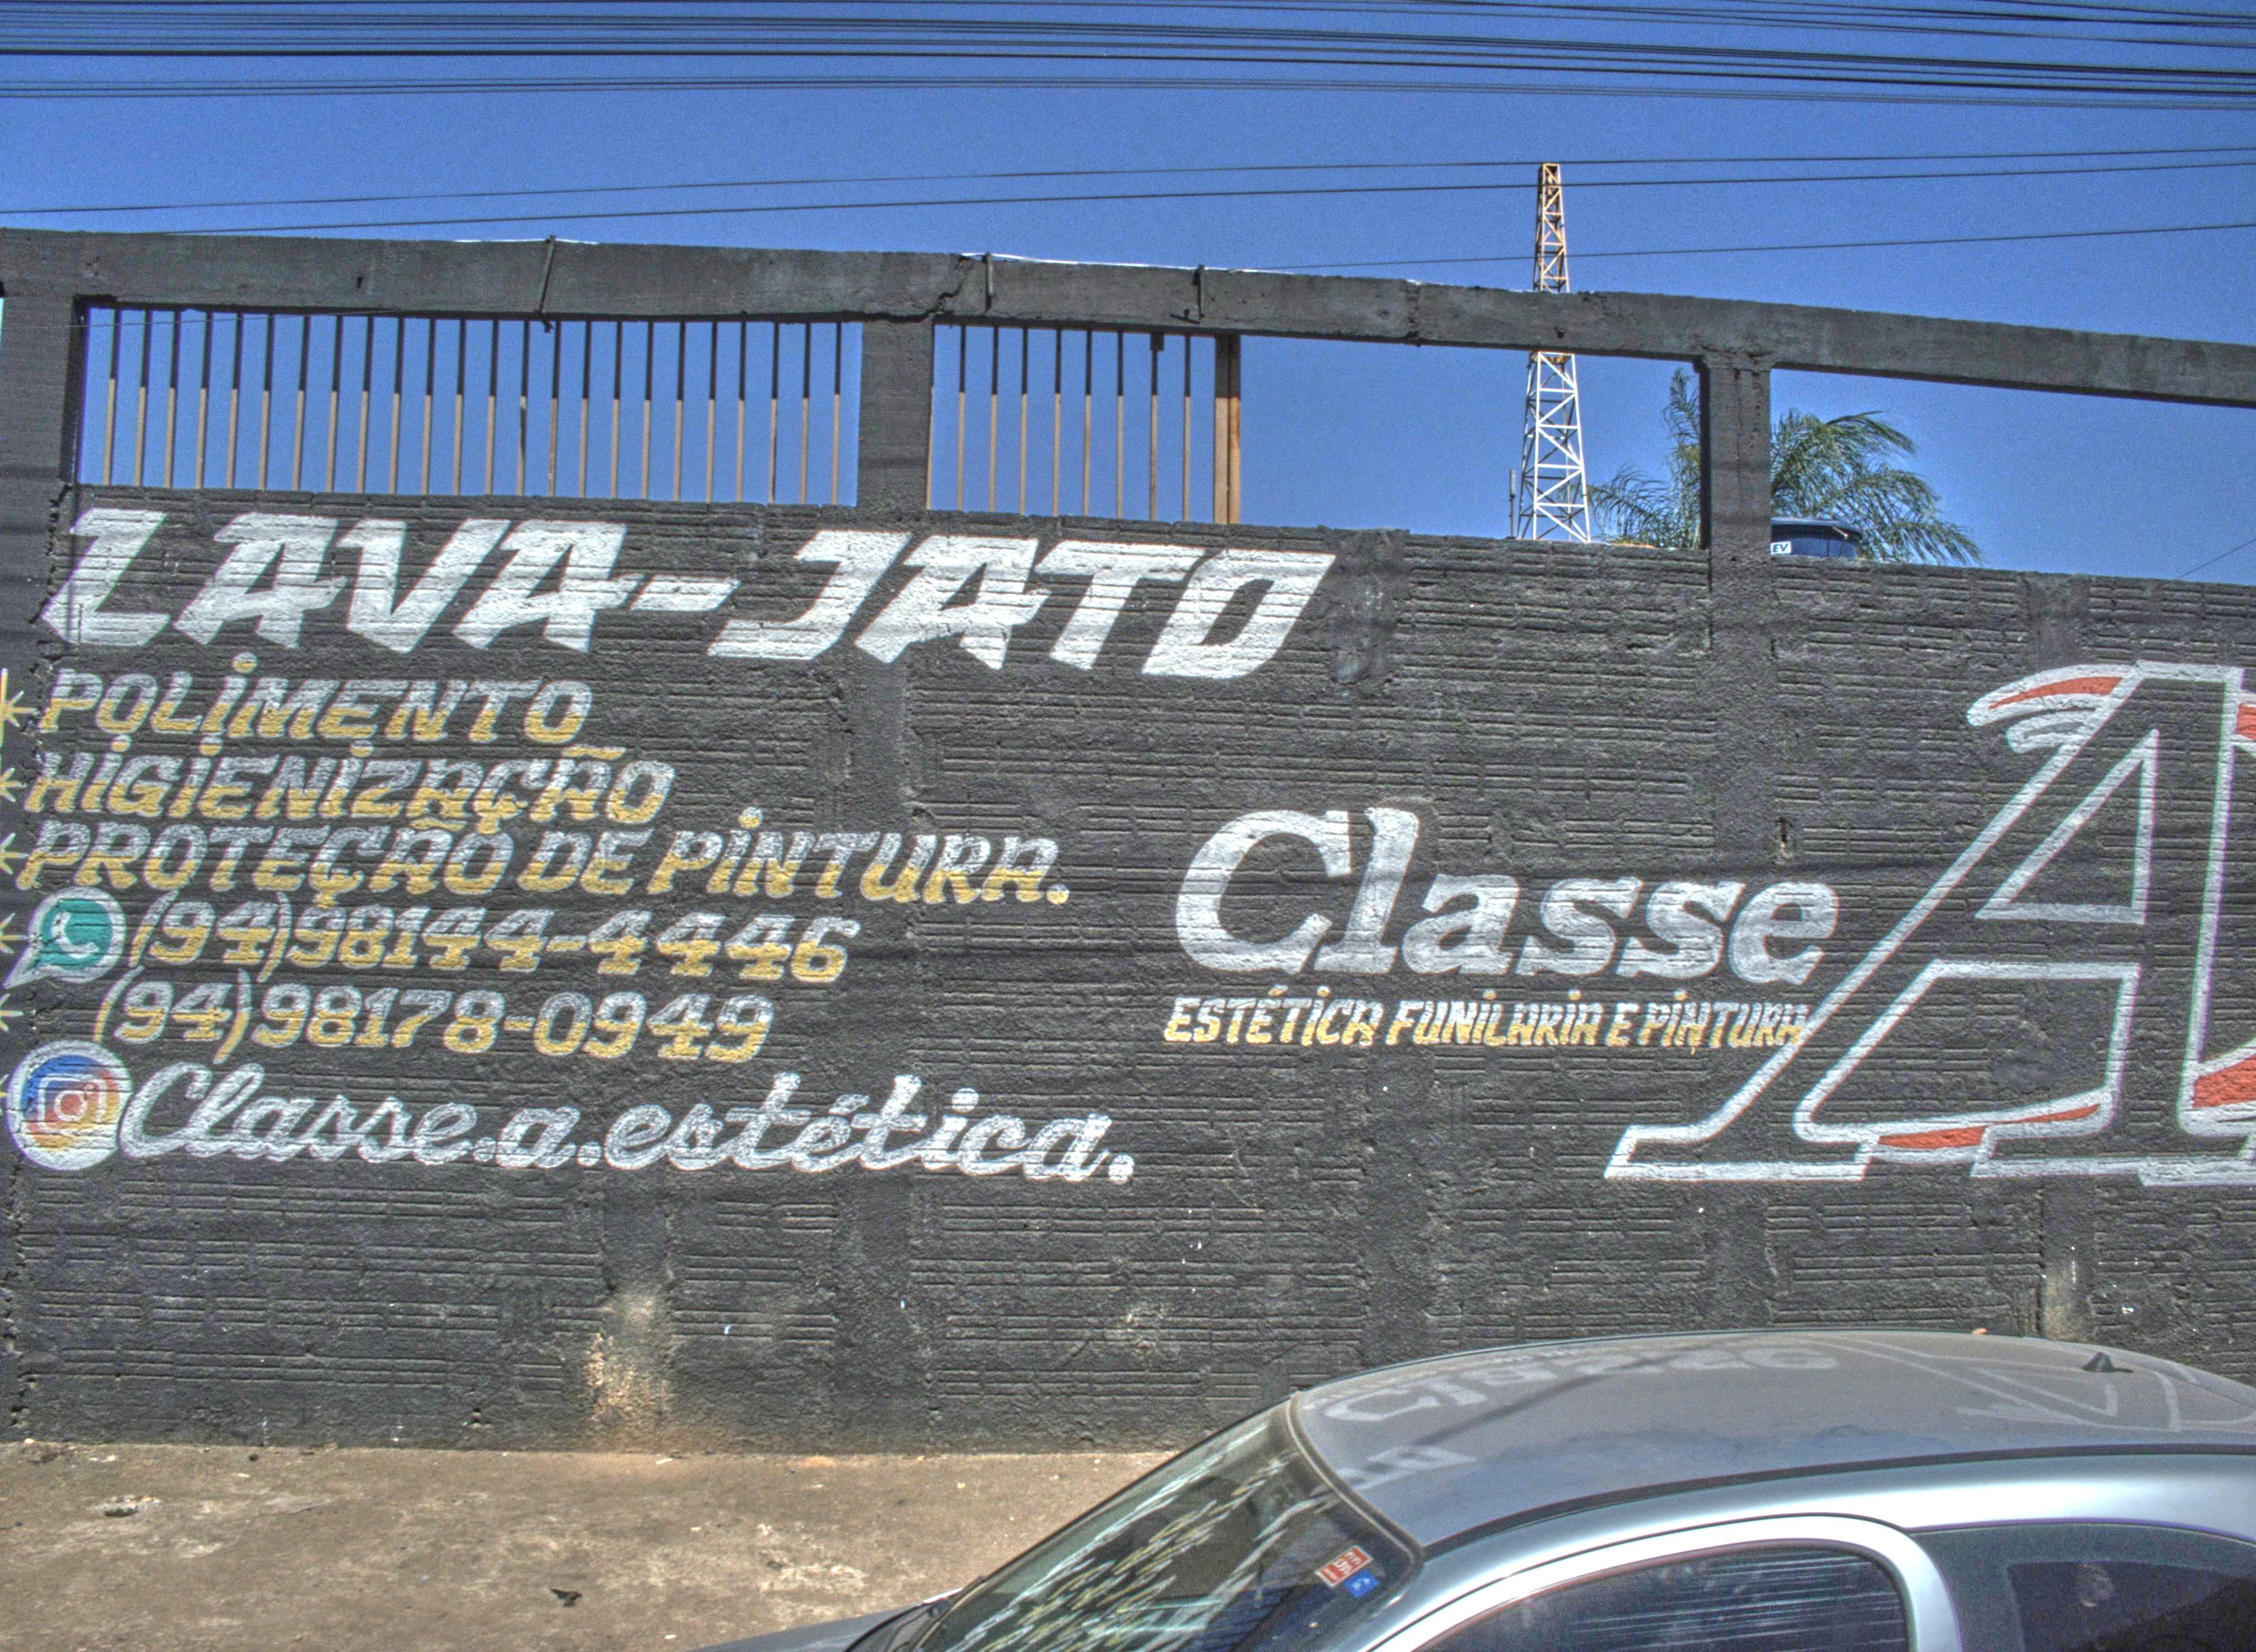 LAVA-JATO
POLIMENTO
HIGIENIZAÇÃO
PROTEÇÃO DE PINTURA.
(94)98144-4446
(94)98178-0949
Classe.a.estética.
Classe A
ESTÉTICA FUNILARIA E PINTURA
EV